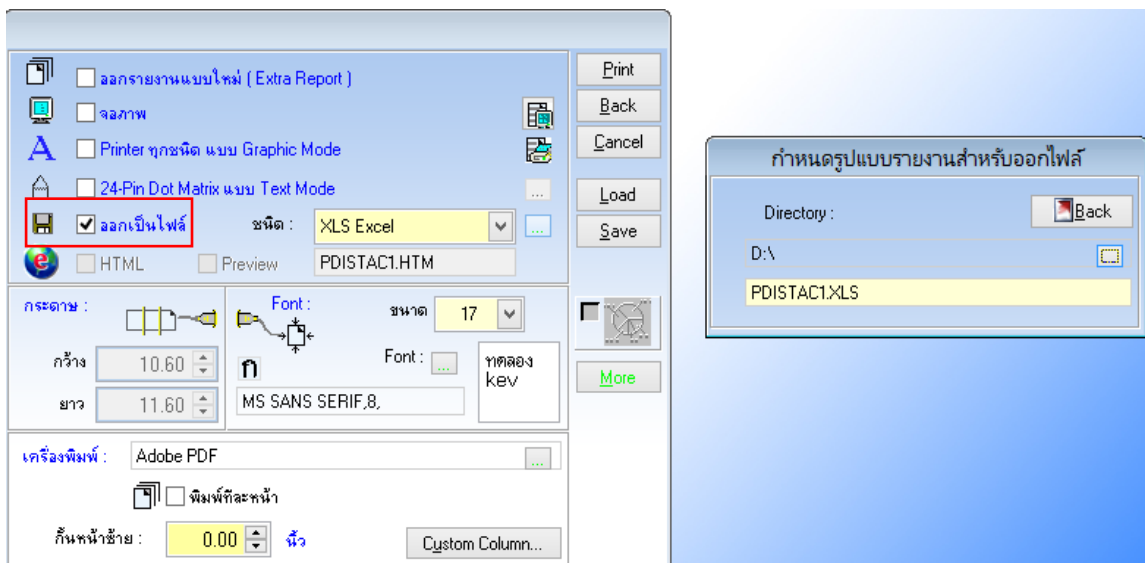 ออกรายงานแบบใหม่ ( Extra Report )
จอภาพ
Printer ทุกชนิด แบบ Graphic Mode
24-Pin Dot Matrix แบบ Text Mode
...
ออกเป็นไฟล์
ชนิด :
XLS Excel
...
HTML
Preview
PDISTAC1.HTM
Print
Back
Cancel
Load
Save
More
กระดาษ :
กว้าง
10.60
ยาว
11.60
Font :
ขนาด
17
ก
Font :
...
MS SANS SERIF,8,
ทดลอง
kev
เครื่องพิมพ์ :
Adobe PDF
...
พิมพ์ทีละหน้า
กั้นหน้าซ้าย :
0.00
นิ้ว
Custom Column...
กำหนดรูปแบบรายงานสำหรับออกไฟล์
Directory :
Back
D:\
PDISTAC1.XLS